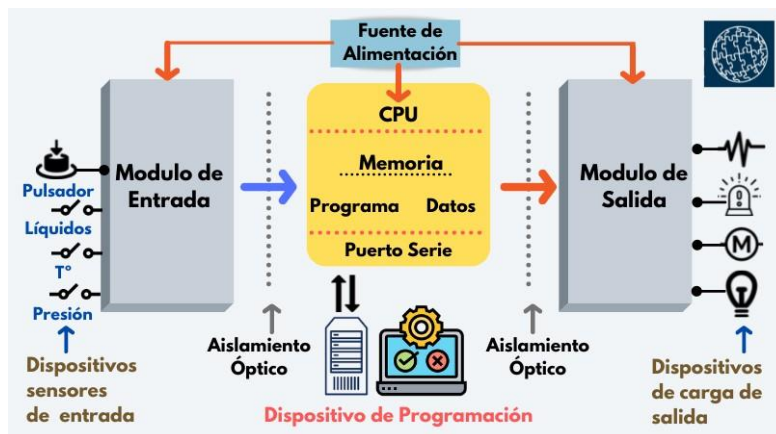 Fuente de
Alimentación
CPU
Memoria
Programa Datos
Puerto Serie
Modulo de
Entrada
Modulo de
Salida
Pulsador
Líquidos
Tº
Presión
M
Aislamiento
Óptico
Aislamiento
Óptico
Dispositivos
sensores
de entrada
Dispositivo de Programación
Dispositivos
de carga de
salida